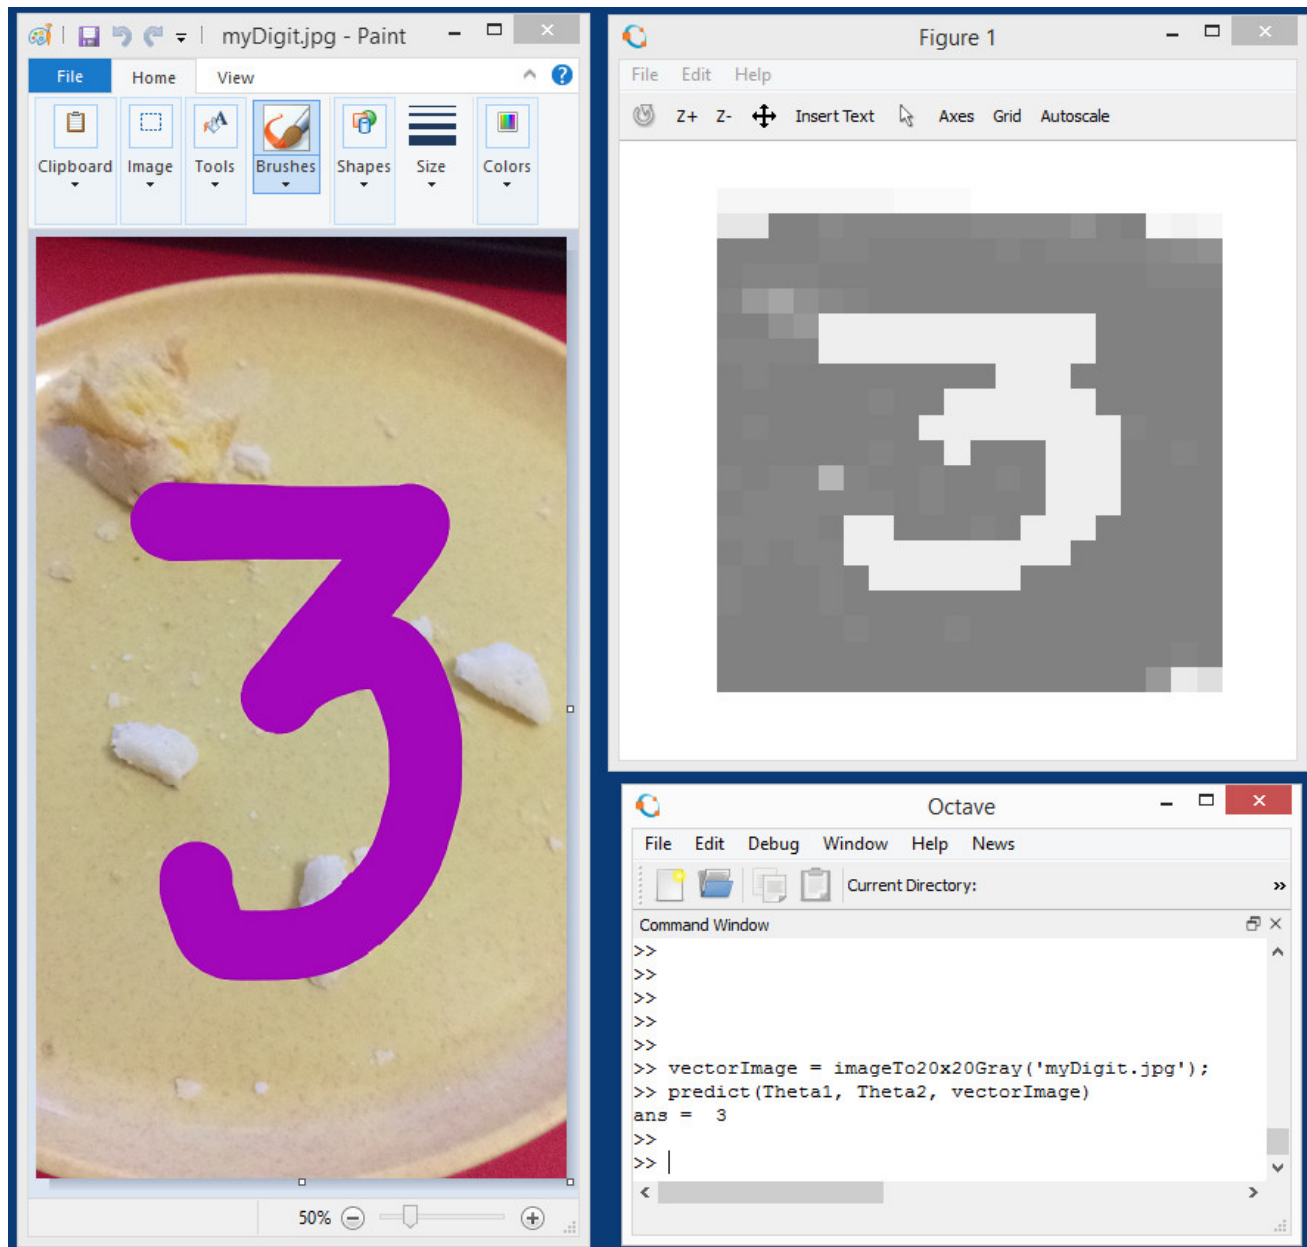 myDigit.jpg - Paint
File Home View
Clipboard Image Tools Brushes Shapes Size Colors
3
50%
Figure 1
File Edit Help
Z+ Z- Insert Text Axes Grid Autoscale
3
Octave
File Edit Debug Window Help News
Current Directory: »
Command Window
>>
>>
>>
>>
>>
>> vectorImage = imageTo20x20Gray('myDigit.jpg');
>> predict(Theta1, Theta2, vectorImage)
ans = 3
>>
>>